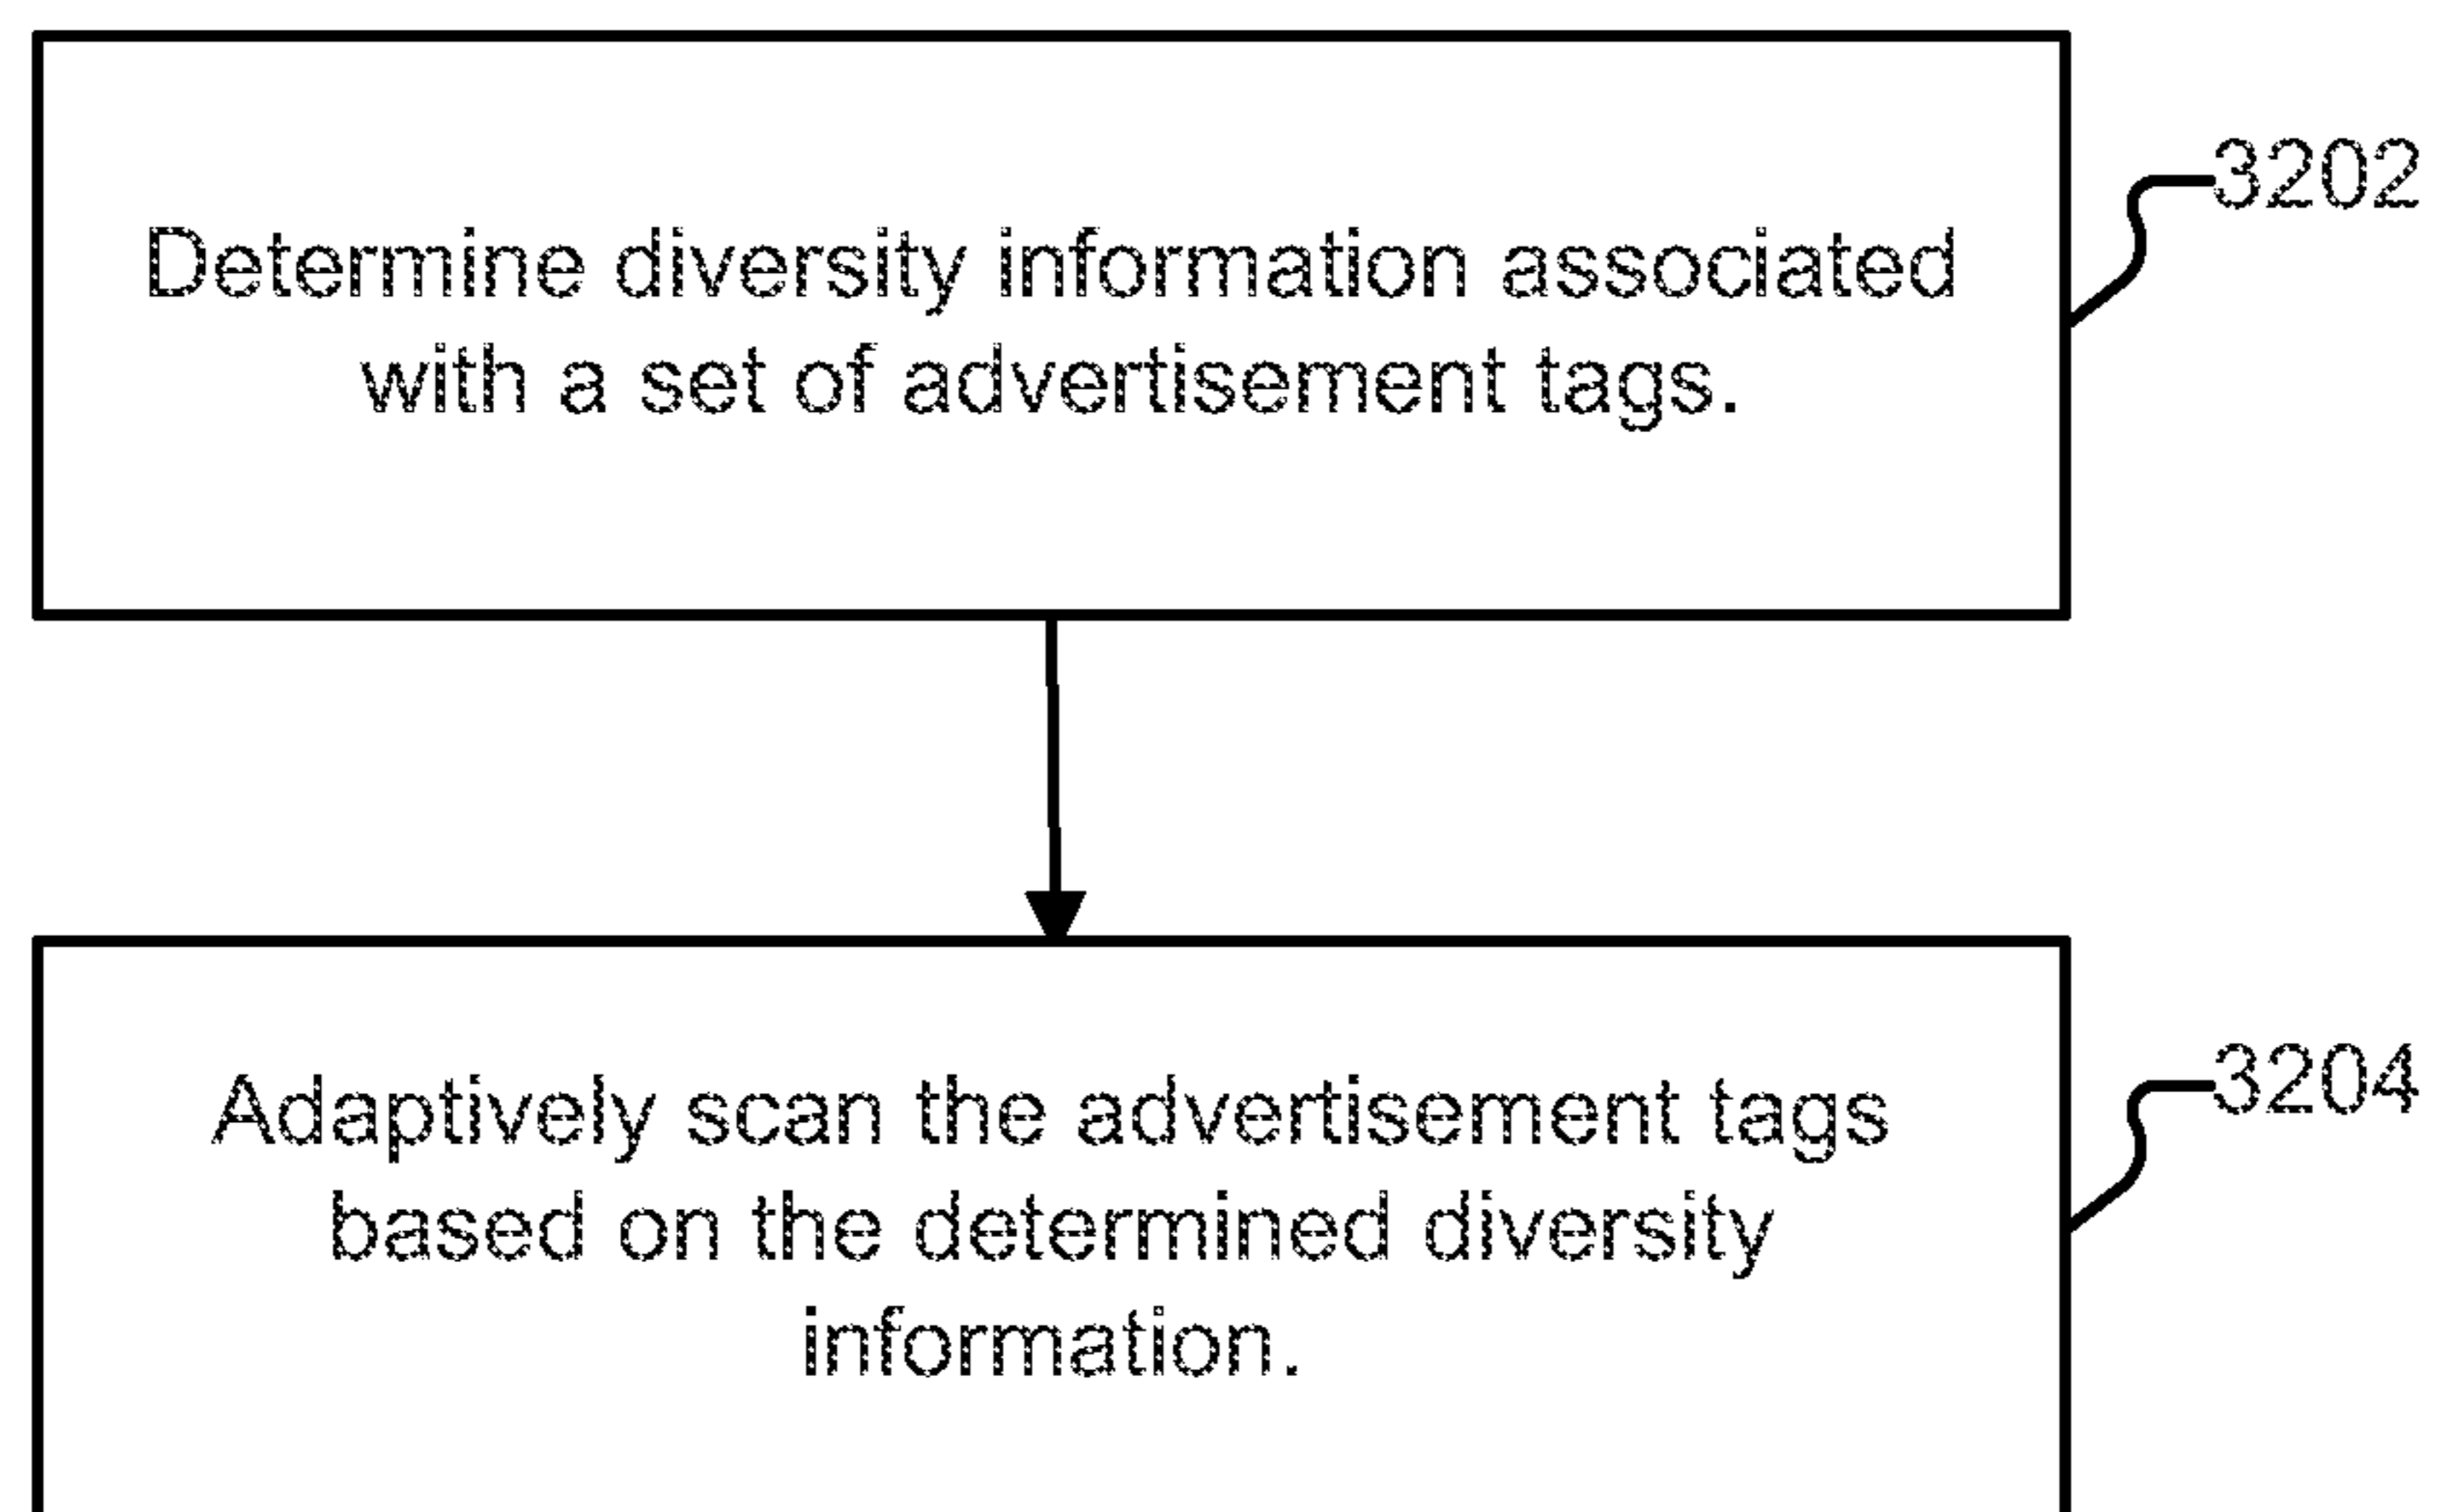 3202
Determine diversity information associated
with a set of advertisement tags.
3204
Adaptively scan the advertisement tags
based on the determined diversity
information.